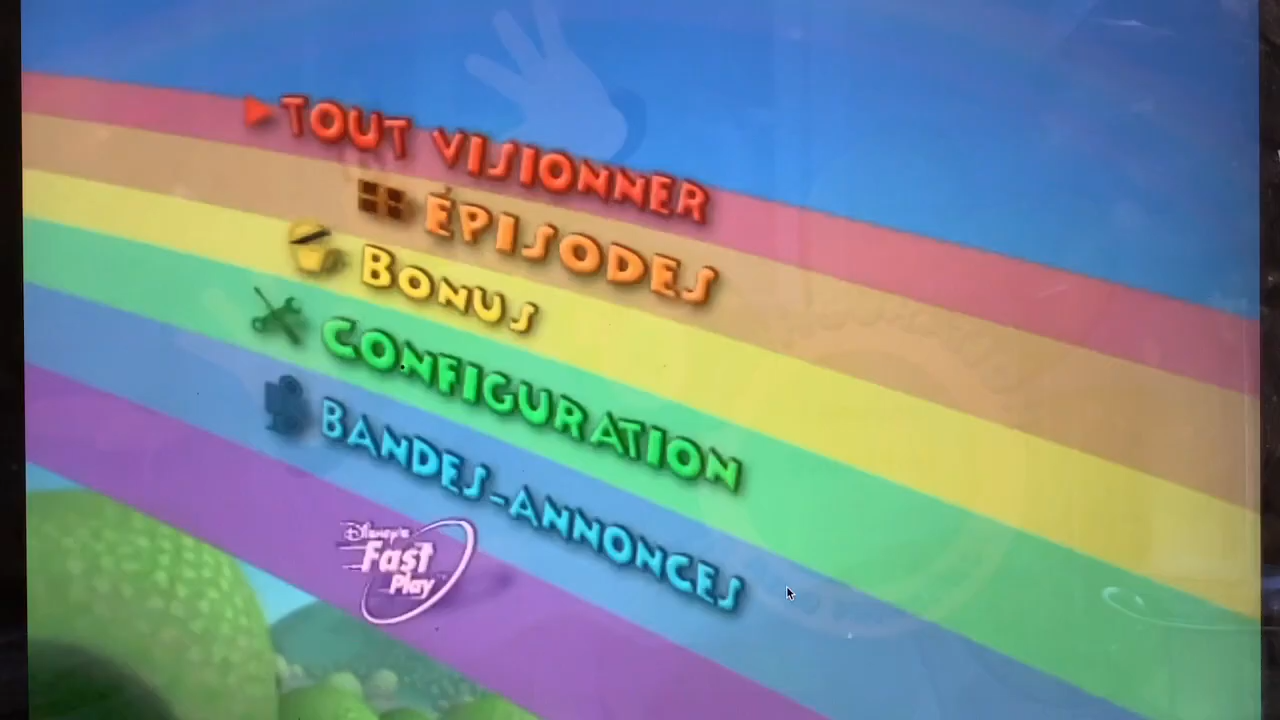 TOUT VISIONNER
ÉPISODES
BONUS
CONFIGURATION
BANDES-ANNONCES
Disney's
Fast
Play